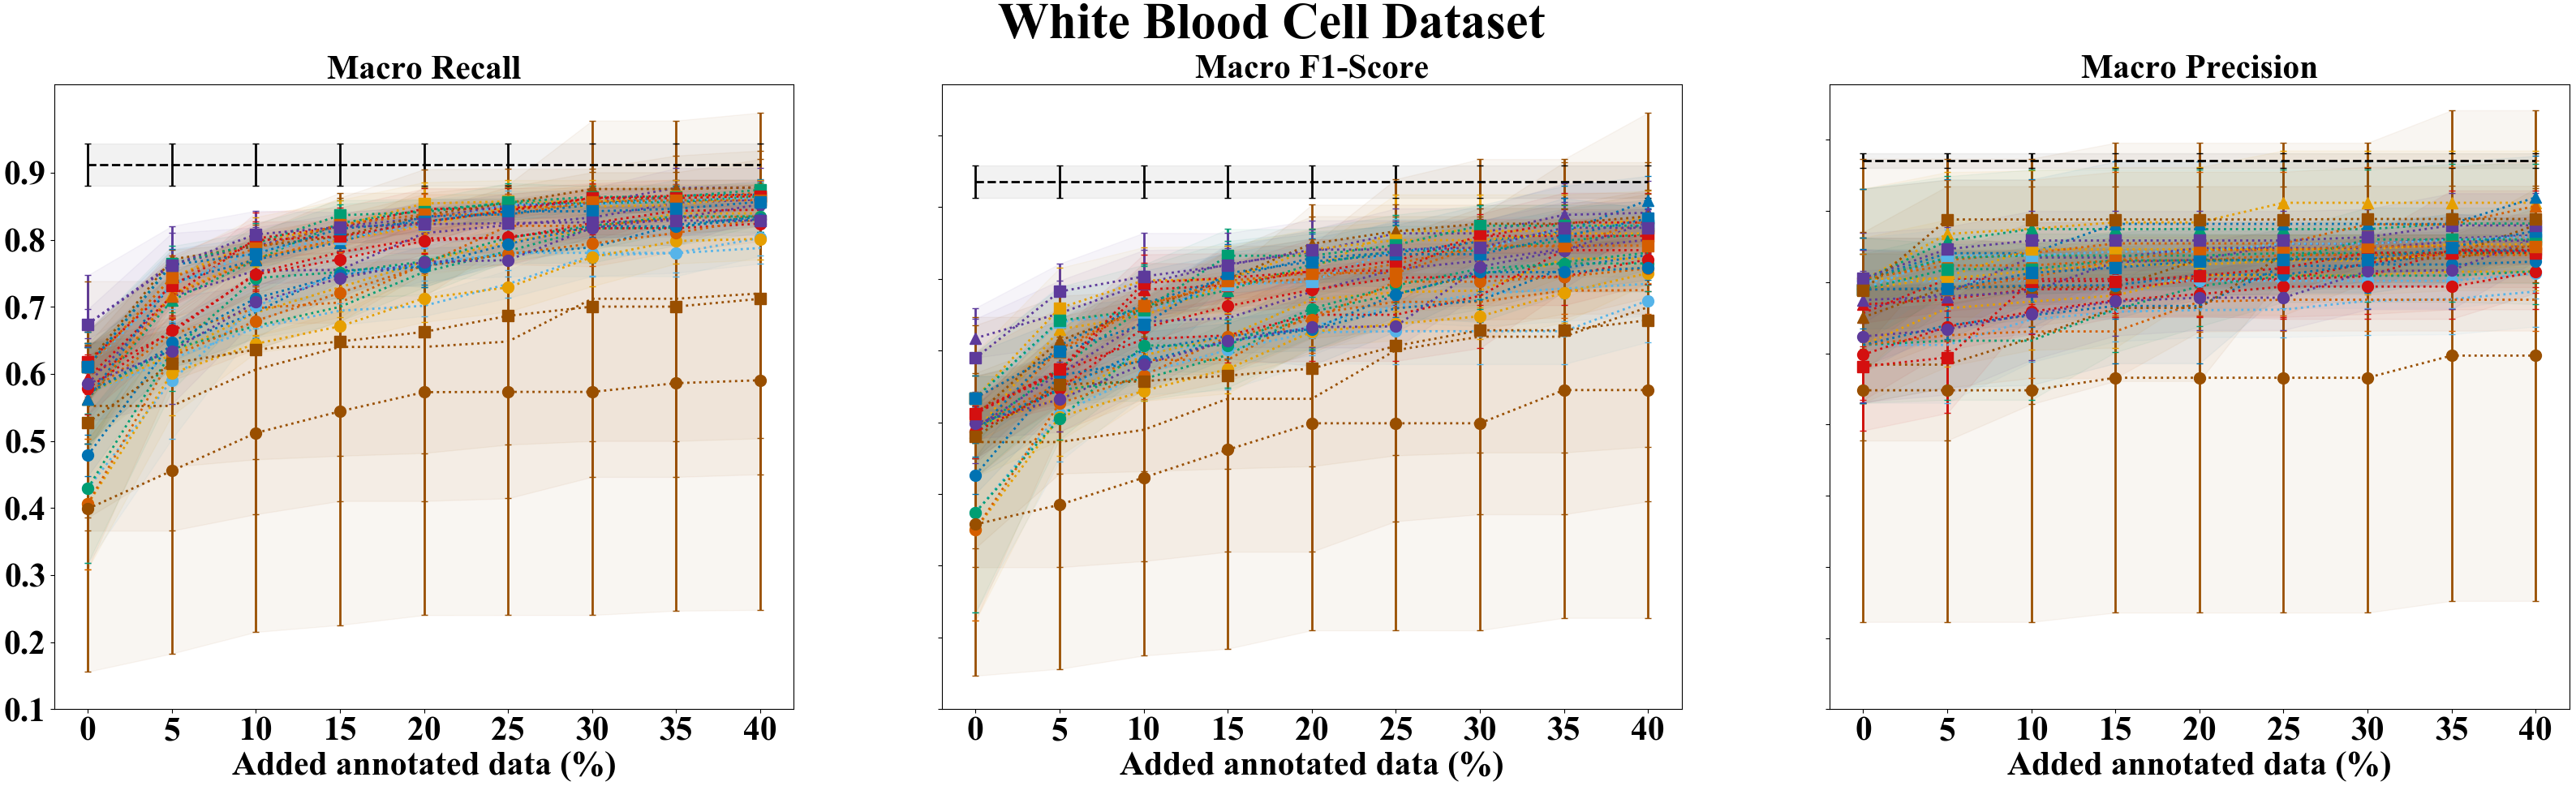 White Blood Cell Dataset
Macro Recall
Macro F1-Score
Macro Precision
0.9
0.8
0.7
0.6
0.5
0.4
0.3
0.2
0.1
0 5 10 15 20 25 30 35 40
0 5 10 15 20 25 30 35 40
0 5 10 15 20 25 30 35 40
Added annotated data (%)
Added annotated data (%)
Added annotated data (%)